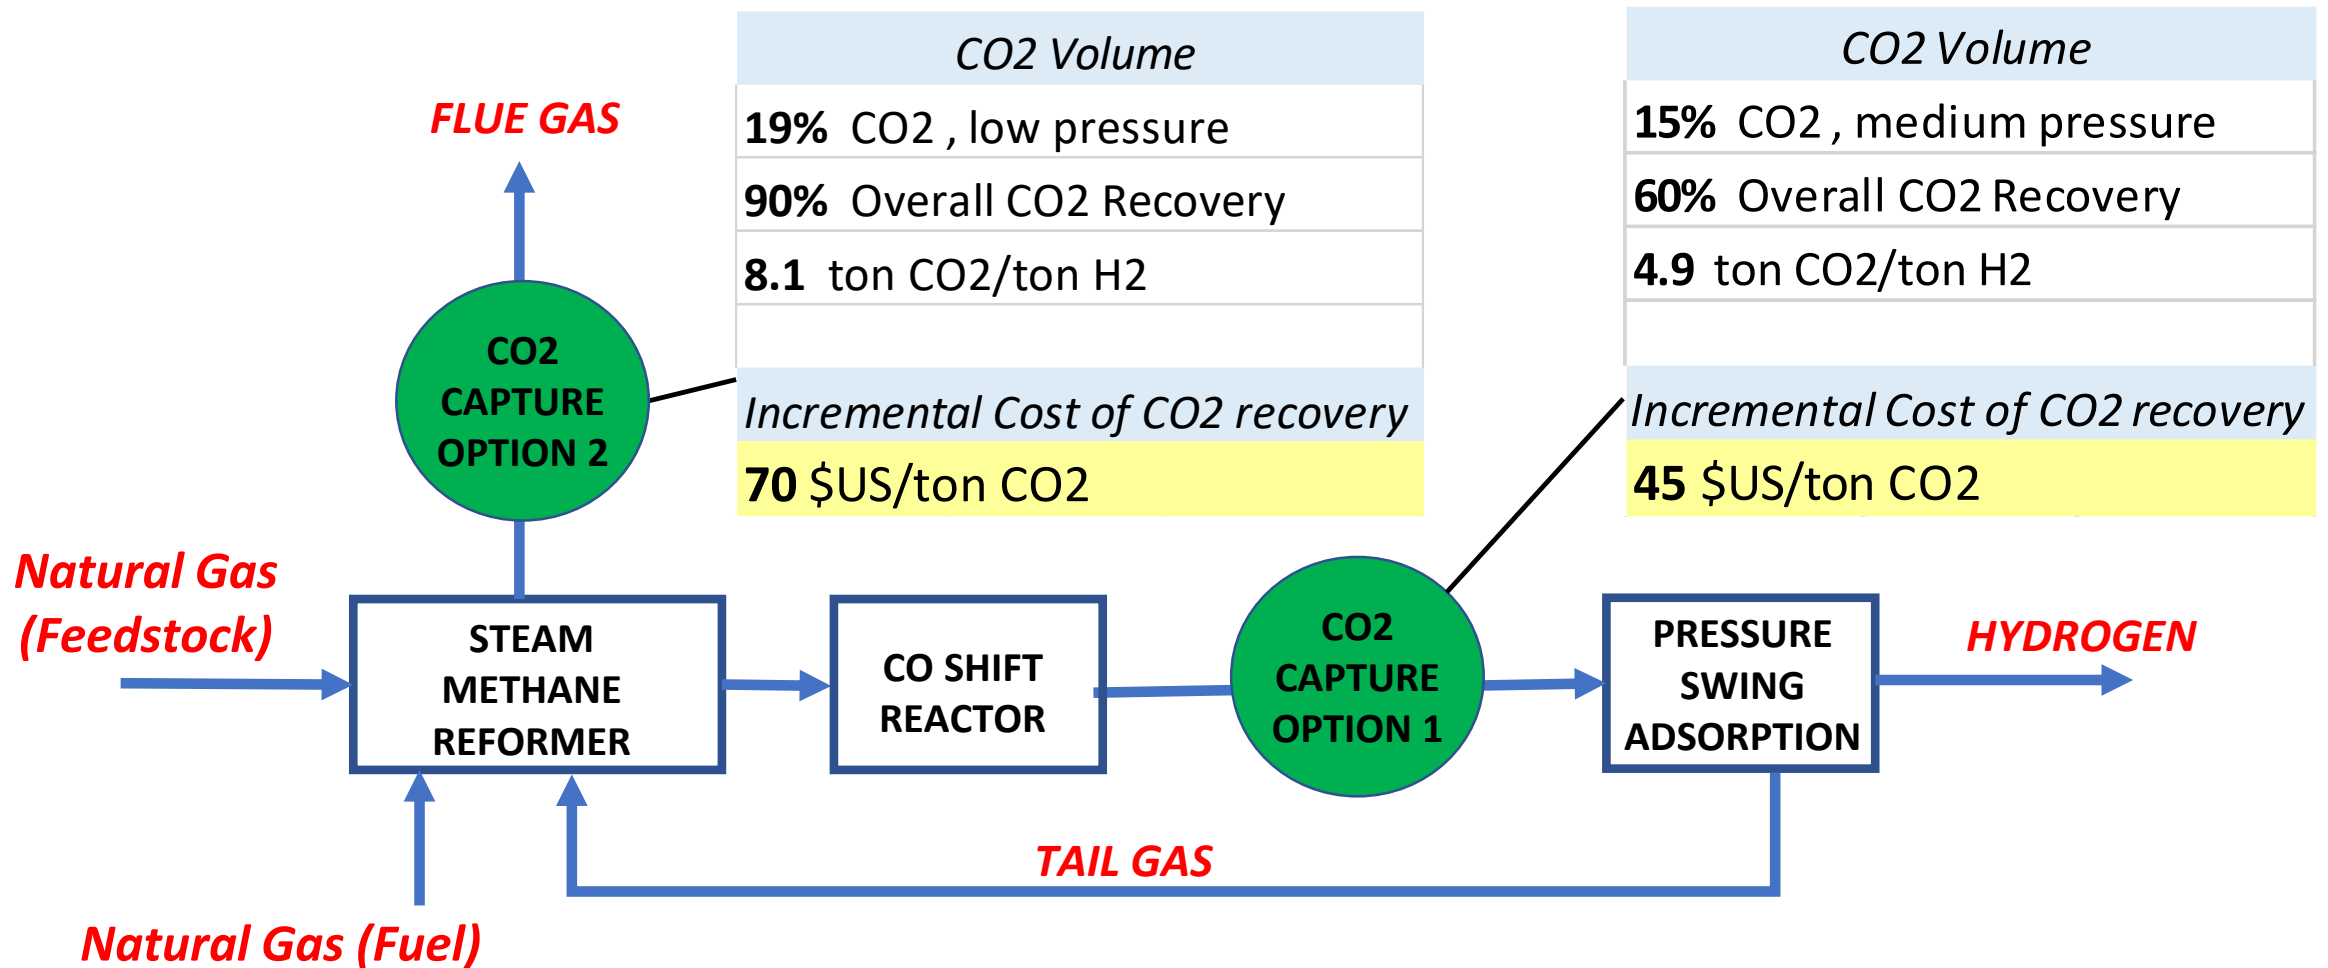 CO2 Volume
19% CO2 , low pressure
90% Overall CO2 Recovery
8.1 ton CO2/ton H2
Incremental Cost of CO2 recovery
70 $US/ton CO2
CO2 Volume
15% CO2 , medium pressure
60% Overall CO2 Recovery
4.9 ton CO2/ton H2
Incremental Cost of CO2 recovery
45 $US/ton CO2
FLUE GAS
CO2
CAPTURE
OPTION 2
Natural Gas
(Feedstock)
STEAM
METHANE
REFORMER
CO SHIFT
REACTOR
CO2
CAPTURE
OPTION 1
PRESSURE
SWING
ADSORPTION
HYDROGEN
TAIL GAS
Natural Gas (Fuel)